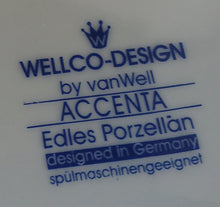 WELLCO-DESIGN
by vanWell
ACCENTA
Edles Porzellan
designed in Germany
spülmaschinengeeignet